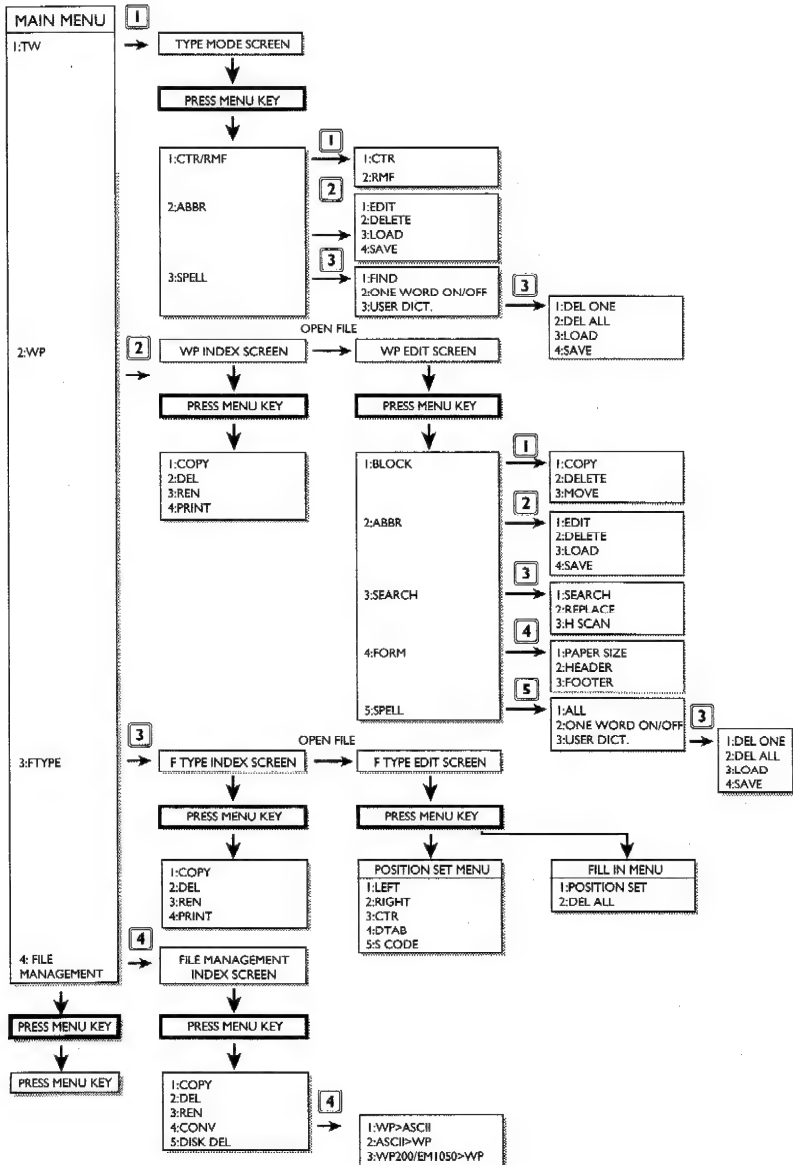 MAIN MENU
1
1:TW
TYPE MODE SCREEN
PRESS MENU KEY
1:CTR/RMF
2:ABBR
3:SPELL
1
1:CTR
2:RMF
2
1:EDIT
2:DELETE
3:LOAD
4:SAVE
3
1:FIND
2:ONE WORD ON/OFF
3:USER DICT.
3
1:DEL ONE
2:DEL ALL
3:LOAD
4:SAVE
2:WP
2
WP INDEX SCREEN
OPEN FILE
WP EDIT SCREEN
PRESS MENU KEY
PRESS MENU KEY
1:COPY
2:DEL
3:REN
4:PRINT
1:BLOCK
2:ABBR
3:SEARCH
4:FORM
5:SPELL
1
1:COPY
2:DELETE
3:MOVE
2
1:EDIT
2:DELETE
3:LOAD
4:SAVE
3
1:SEARCH
2:REPLACE
3:H SCAN
4
1:PAPER SIZE
2:HEADER
3:FOOTER
5
1:ALL
2:ONE WORD ON/OFF
3:USER DICT.
3
1:DEL ONE
2:DEL ALL
3:LOAD
4:SAVE
3:FTYPE
3
F TYPE INDEX SCREEN
OPEN FILE
F TYPE EDIT SCREEN
PRESS MENU KEY
PRESS MENU KEY
1:COPY
2:DEL
3:REN
4:PRINT
POSITION SET MENU
1:LEFT
2:RIGHT
3:CTR
4:DTAB
5:S CODE
FILL IN MENU
1:POSITION SET
2:DEL ALL
4: FILE
MANAGEMENT
4
FILE MANAGEMENT
INDEX SCREEN
PRESS MENU KEY
PRESS MENU KEY
PRESS MENU KEY
1:COPY
2:DEL
3:REN
4:CONV
5:DISK DEL
4
1:WP>ASCII
2:ASCII>WP
3:WP200/EM1050>WP